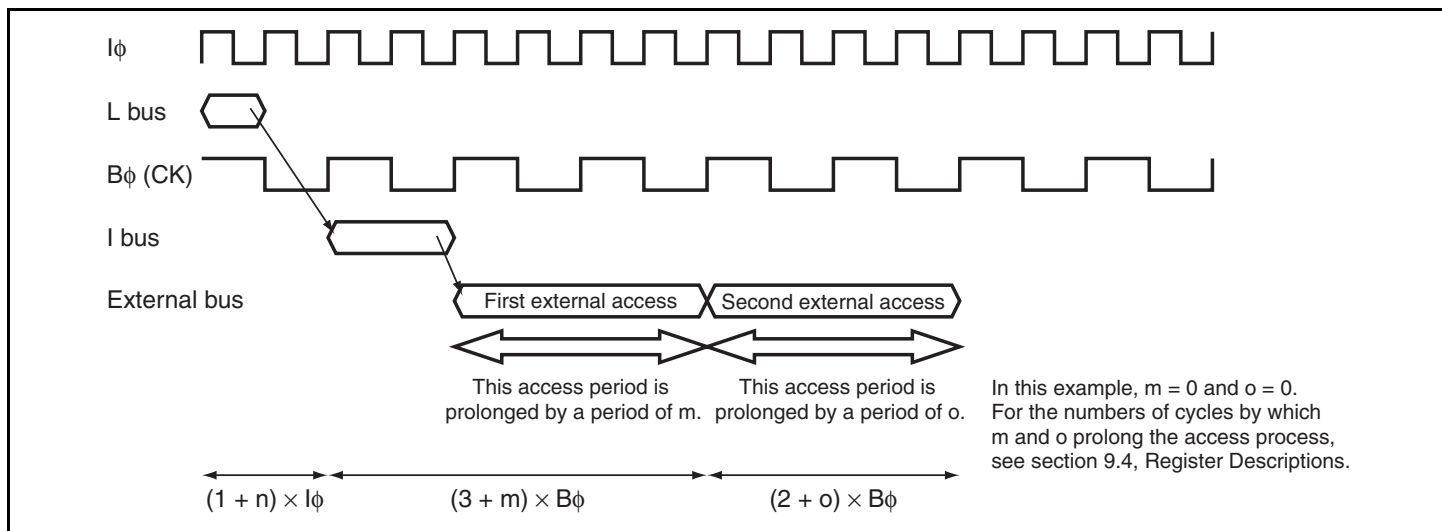 Iϕ
L bus
Bϕ (CK)
I bus
External bus
First external access
Second external access
This access period is
prolonged by a period of m.
This access period is
prolonged by a period of o.
In this example, m = 0 and o = 0.
For the numbers of cycles by which
m and o prolong the access process,
see section 9.4, Register Descriptions.
(1 + n) × Iϕ
(3 + m) × Bϕ
(2 + o) × Bϕ